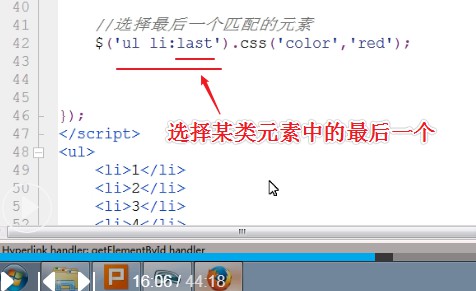 40
41
//选择最后一个匹配的元素
42
$('ul li:last').css('color','red');
43
44
45
46
});
47
</script>
选择某类元素中的最后一个
48
<ul>
49
<li>1</li>
50
<li>2</li>
51
<li>3</li>
52
<li>4</li>
Hyperlink handler: getElementById handler
16:06 / 44:18